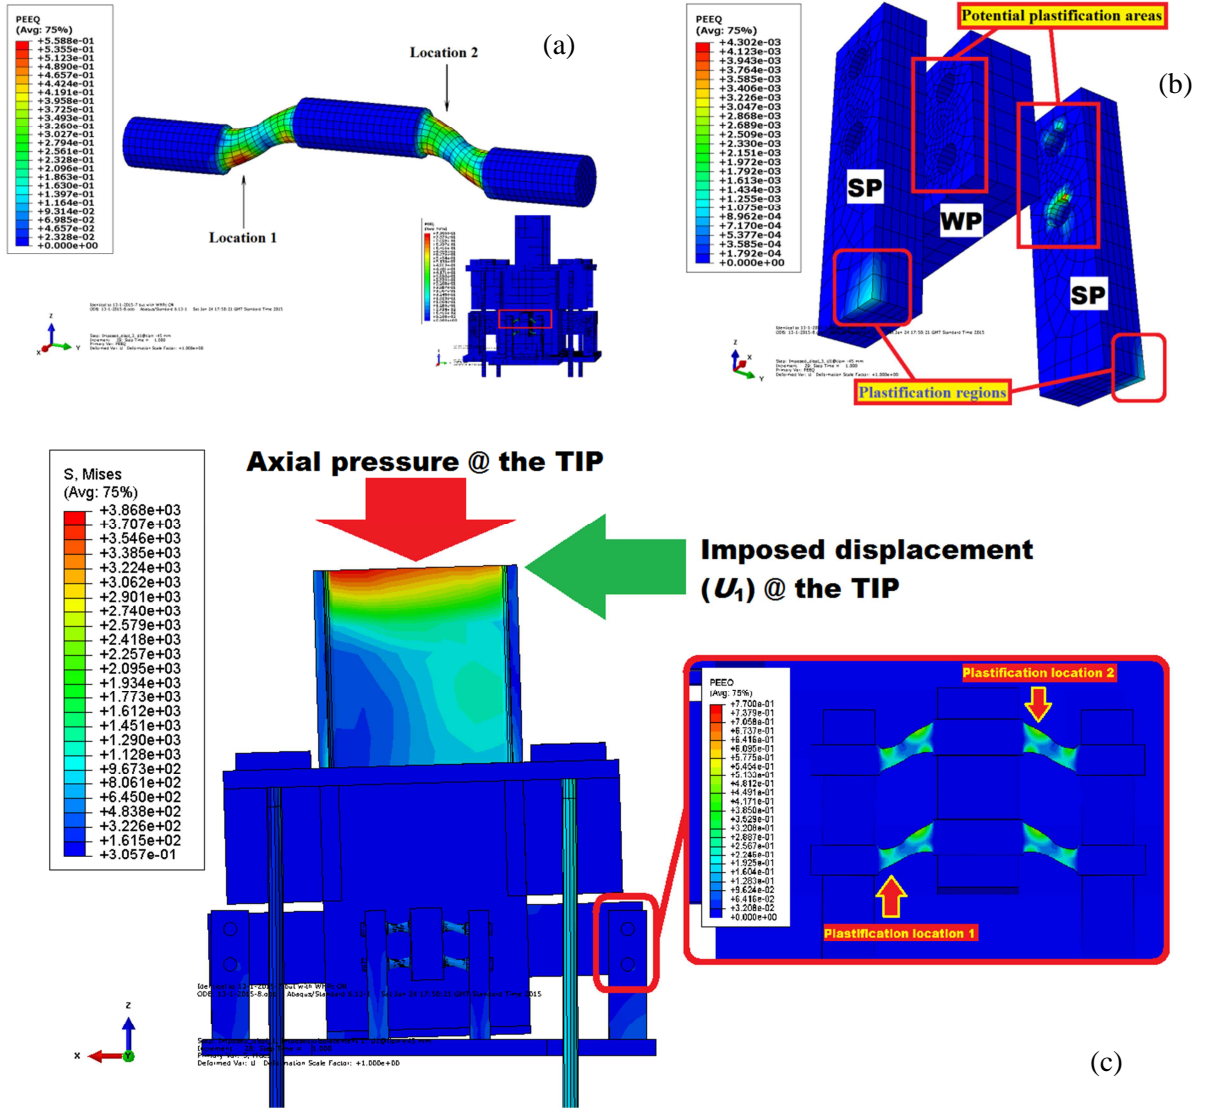 PEEQ
(Avg: 75%)
+5.588e-01
+5.355e-01
+5.123e-01
+4.890e-01
+4.657e-01
+4.424e-01
+4.191e-01
+3.958e-01
+3.725e-01
+3.493e-01
+3.260e-01
+3.027e-01
+2.794e-01
+2.561e-01
+2.328e-01
+2.096e-01
+1.863e-01
+1.630e-01
+1.397e-01
+1.164e-01
+9.314e-02
+6.985e-02
+4.657e-02
+2.328e-02
+0.000e+00
Location 2
(a)
Location 1
Z
X
Y
PEEQ
(Avg: 75%)
+4.302e-03
+4.123e-03
+3.943e-03
+3.764e-03
+3.585e-03
+3.406e-03
+3.226e-03
+3.047e-03
+2.868e-03
+2.689e-03
+2.509e-03
+2.330e-03
+2.151e-03
+1.972e-03
+1.792e-03
+1.613e-03
+1.434e-03
+1.255e-03
+1.075e-03
+8.962e-04
+7.170e-04
+5.377e-04
+3.585e-04
+1.792e-04
+0.000e+00
Potential plastification areas
(b)
SP
WP
SP
Plastification regions
Z
X
Y
S, Mises
(Avg: 75%)
+3.868e+03
+3.707e+03
+3.546e+03
+3.385e+03
+3.224e+03
+3.062e+03
+2.901e+03
+2.740e+03
+2.579e+03
+2.418e+03
+2.257e+03
+2.095e+03
+1.934e+03
+1.773e+03
+1.612e+03
+1.451e+03
+1.290e+03
+1.128e+03
+9.673e+02
+8.061e+02
+6.450e+02
+4.838e+02
+3.226e+02
+1.615e+02
+3.057e-01
Axial pressure @ the TIP
Imposed displacement
(U1) @ the TIP
PEEQ
(Avg: 75%)
+7.700e-01
+7.379e-01
+7.058e-01
+6.737e-01
+6.416e-01
+6.095e-01
+5.775e-01
+5.454e-01
+5.133e-01
+4.812e-01
+4.491e-01
+4.171e-01
+3.850e-01
+3.529e-01
+3.208e-01
+2.887e-01
+2.567e-01
+2.246e-01
+1.925e-01
+1.604e-01
+1.283e-01
+9.624e-02
+6.416e-02
+3.208e-02
+0.000e+00
Plastification location 2
Plastification location 1
Z
X
Y
Deformed Var: U Deformation Scale Factor: +1.000e+00
(c)